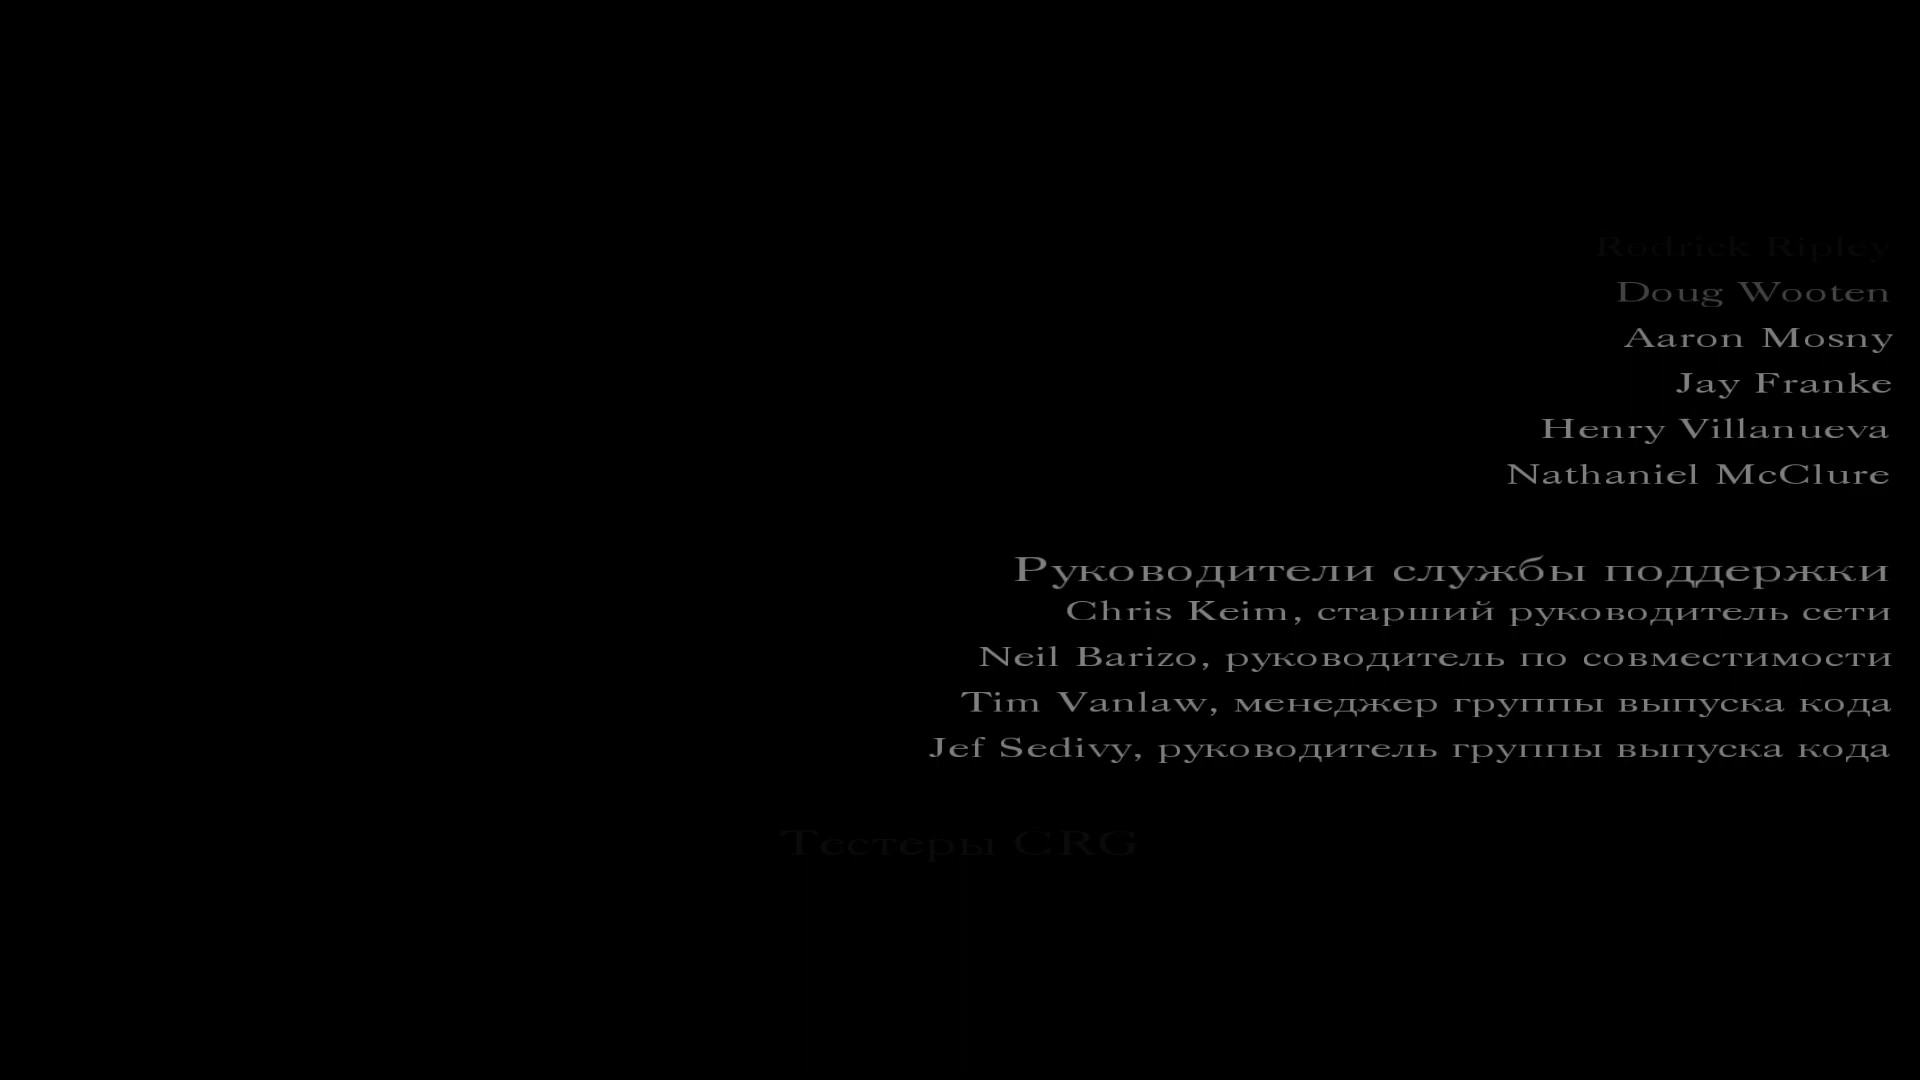 Rodrick Ripley
Doug Wooten
Aaron Mosny
Jay Franke
Henry Villanueva
Nathaniel McClure
Руководители службы поддержки
Chris Keim, старший руководитель сети
Neil Barizo, руководитель по совместимости
Tim Vanlaw, менеджер группы выпуска кода
Jef Sedivy, руководитель группы выпуска кода
Тестеры CRG